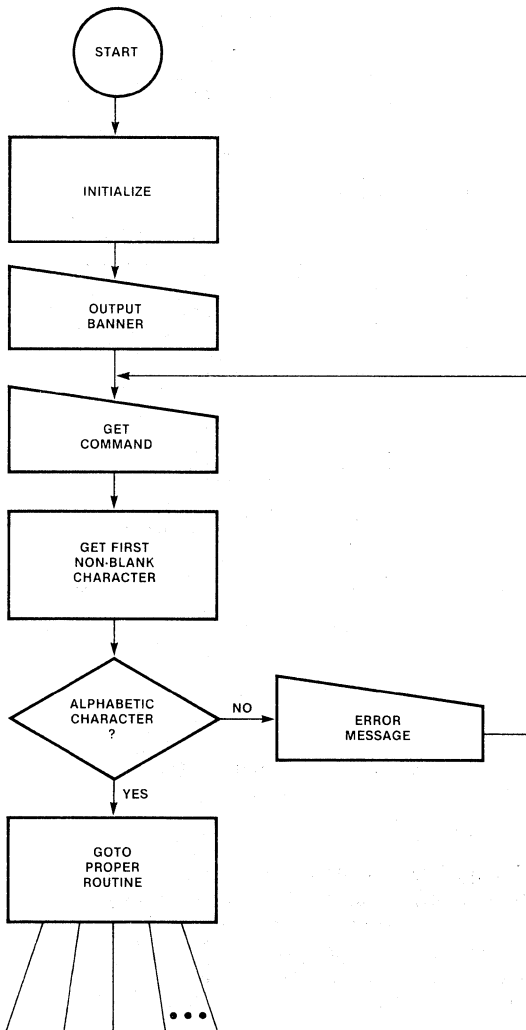 START
INITIALIZE
OUTPUT
BANNER
GET
COMMAND
GET FIRST
NON-BLANK
CHARACTER
ALPHABETIC
CHARACTER
?
NO
ERROR
MESSAGE
YES
GOTO
PROPER
ROUTINE